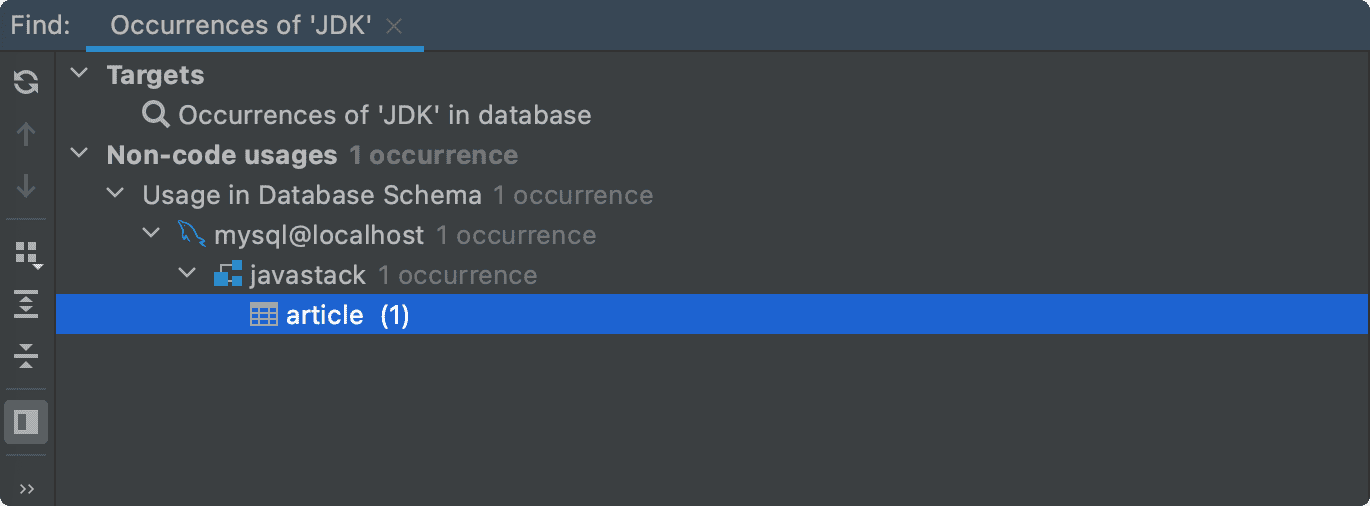 Find: Occurrences of 'JDK'
Targets
Occurrences of 'JDK' in database
Non-code usages 1 occurrence
Usage in Database Schema 1 occurrence
mysql@localhost 1 occurrence
javastack 1 occurrence
article (1)